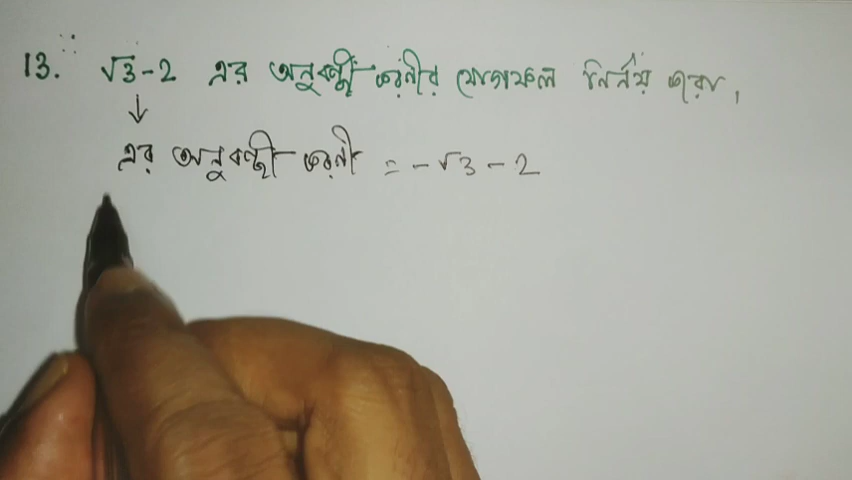 13. √3-2 এর অনুবন্ধী করণীর যোগফল নির্ণয় করো,
এর অনুবন্ধী করণী = -√3 - 2